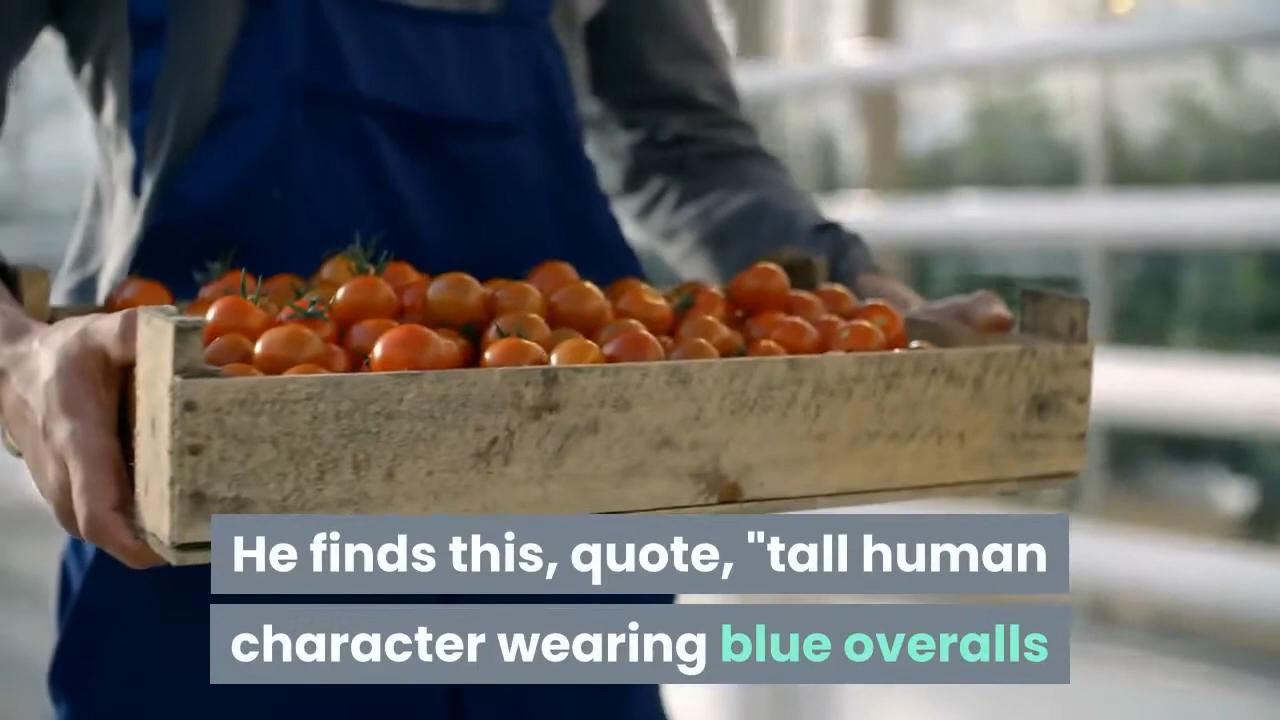 He finds this, quote, "tall human
character wearing blue overalls